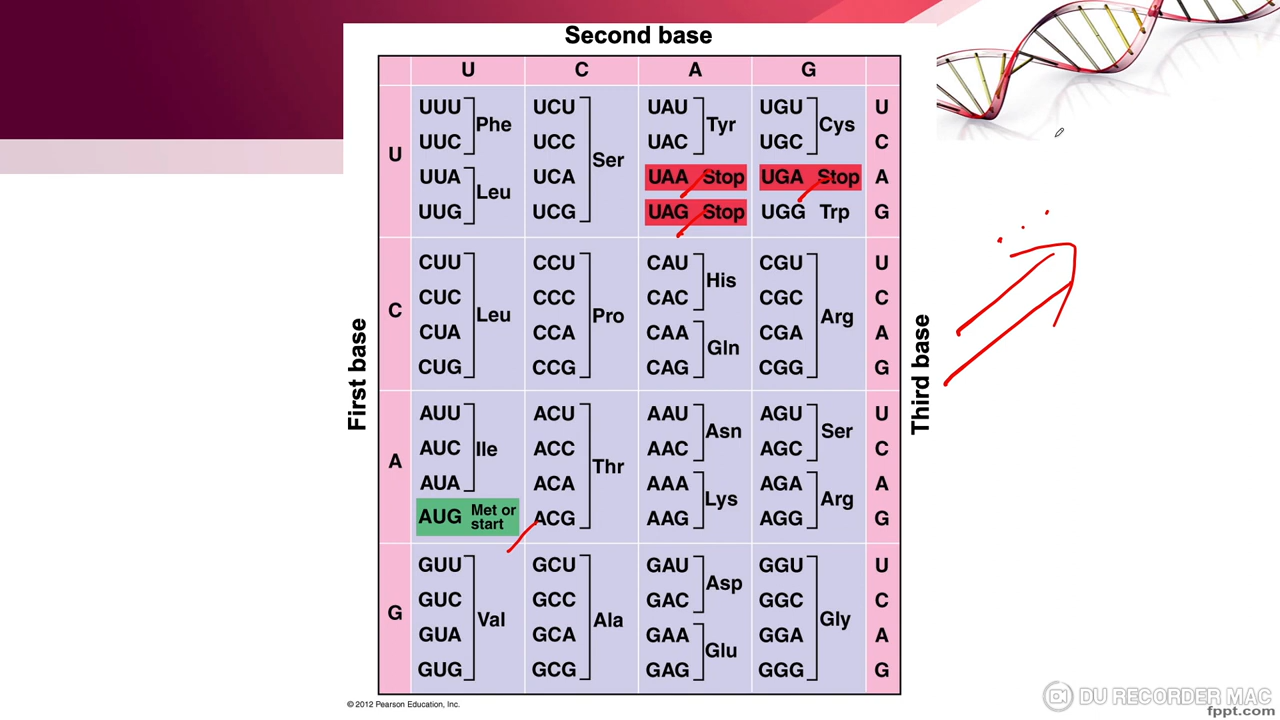 Second base
U C A G
First base
Third base
U
UUU
UUC
Phe
UUA
UUG
Leu
UCU
UCC
UCA
UCG
Ser
UAU
UAC
Tyr
UAA Stop
UAG Stop
UGU
UGC
Cys
UGA Stop
UGG Trp
U
C
A
G
C
CUU
CUC
CUA
CUG
Leu
CCU
CCC
CCA
CCG
Pro
CAU
CAC
His
CAA
CAG
Gln
CGU
CGC
CGA
CGG
Arg
U
C
A
G
A
AUU
AUC
AUA
Ile
AUG Met or
start
ACU
ACC
ACA
ACG
Thr
AAU
AAC
Asn
AAA
AAG
Lys
AGU
AGC
Ser
AGA
AGG
Arg
U
C
A
G
G
GUU
GUC
GUA
GUG
Val
GCU
GCC
GCA
GCG
Ala
GAU
GAC
Asp
GAA
GAG
Glu
GGU
GGC
GGA
GGG
Gly
U
C
A
G
© 2012 Pearson Education, Inc.
DU RECORDER MAC
fppt.com